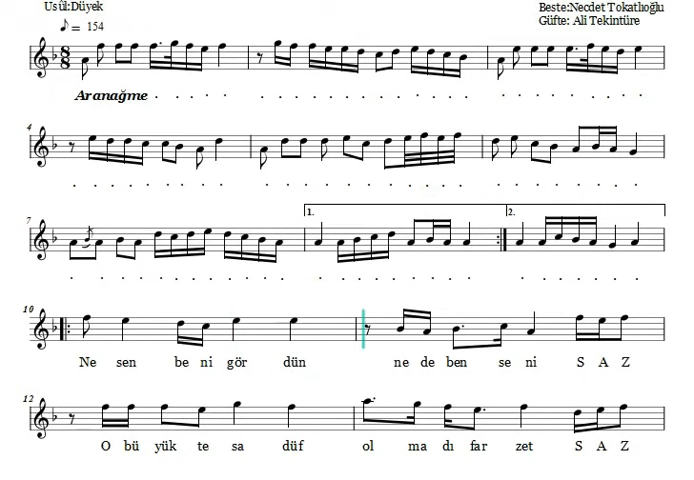 Usûl:Düyek
Beste:Necdet Tokatlıoğlu
♪= 154
Güfte: Ali Tekintüre
8
8
Aranağme . . . . . . . . . . . . . . . . . . .
4
7
1.
2.
10
Ne sen be ni gör dün ne de ben se ni S A Z
12
O bü yük te sa düf ol ma dı far zet S A Z